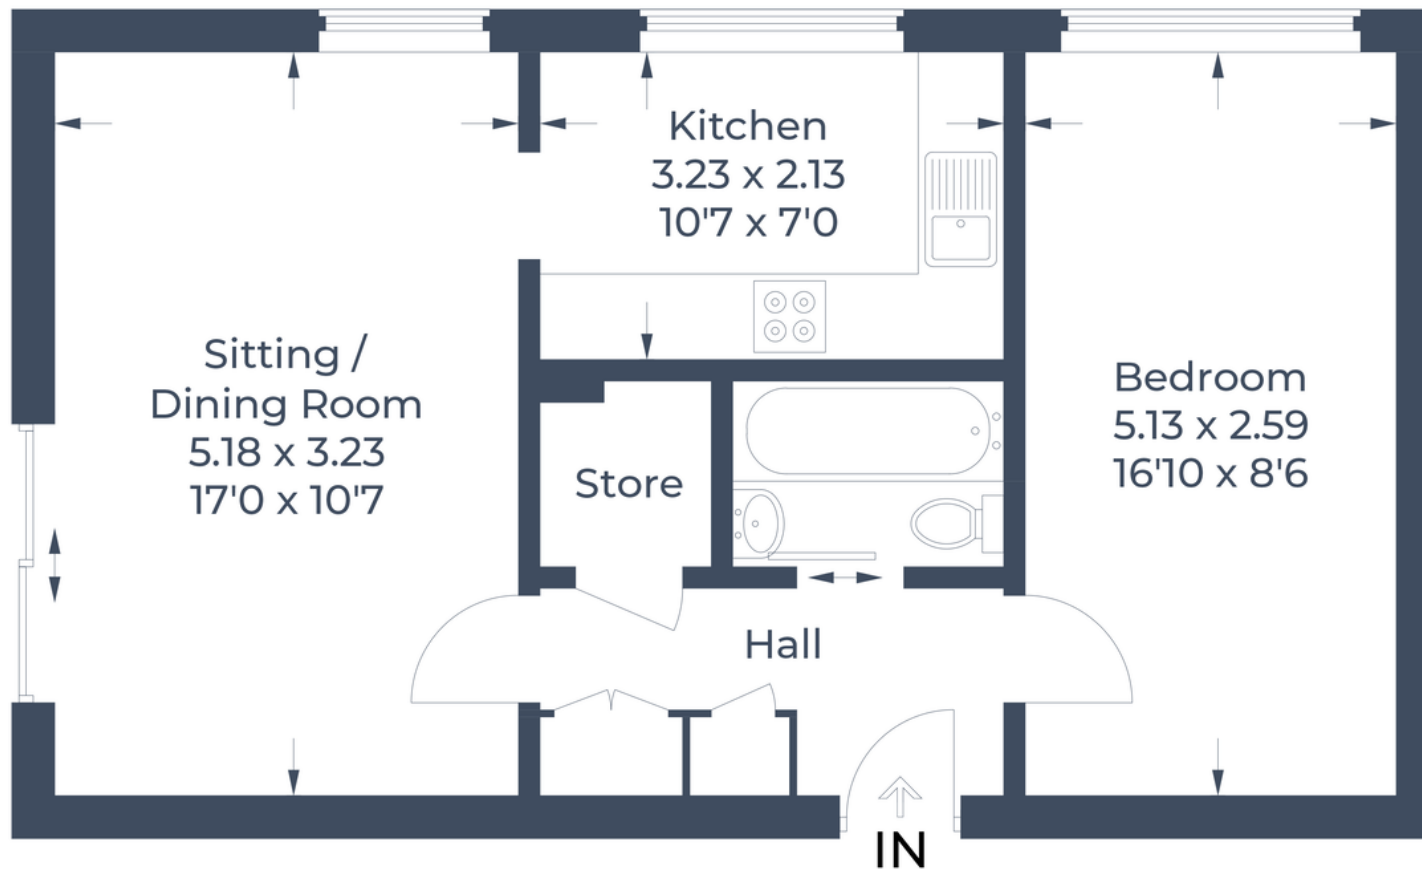 Kitchen
3.23 x 2.13
10'7 x 7'0
Sitting /
Dining Room
5.18 x 3.23
17'0 x 10'7
Store
Bedroom
5.13 x 2.59
16'10 x 8'6
Hall
IN